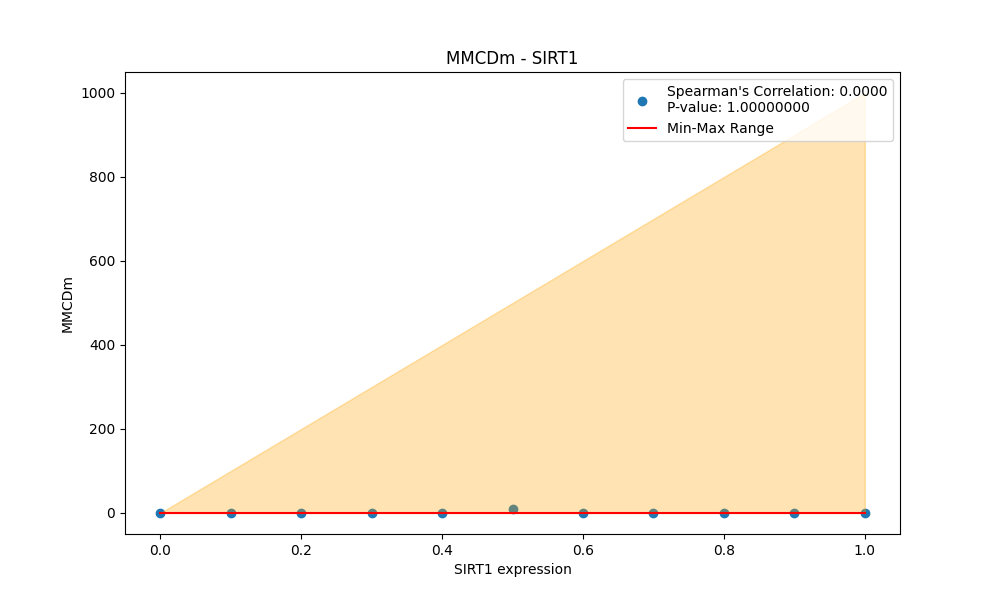 MMCDm - SIRT1
Spearman's Correlation: 0.0000
P-value: 1.00000000
Min-Max Range
1000
800
600
400
200
0
MMCDm
0.0 0.2 0.4 0.6 0.8 1.0
SIRT1 expression